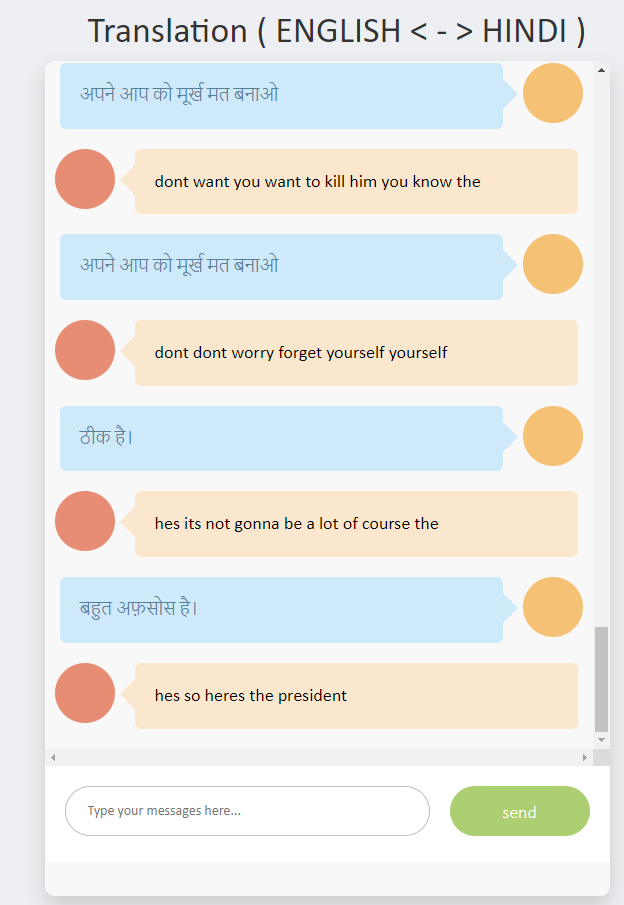 Translation ( ENGLISH < - > HINDI )
अपने आप को मूर्ख मत बनाओ
dont want you want to kill him you know the
अपने आप को मूर्ख मत बनाओ
dont dont worry forget yourself yourself
ठीक है।
hes its not gonna be a lot of course the
बहुत अफ़सोस है।
hes so heres the president
Type your messages here...
send